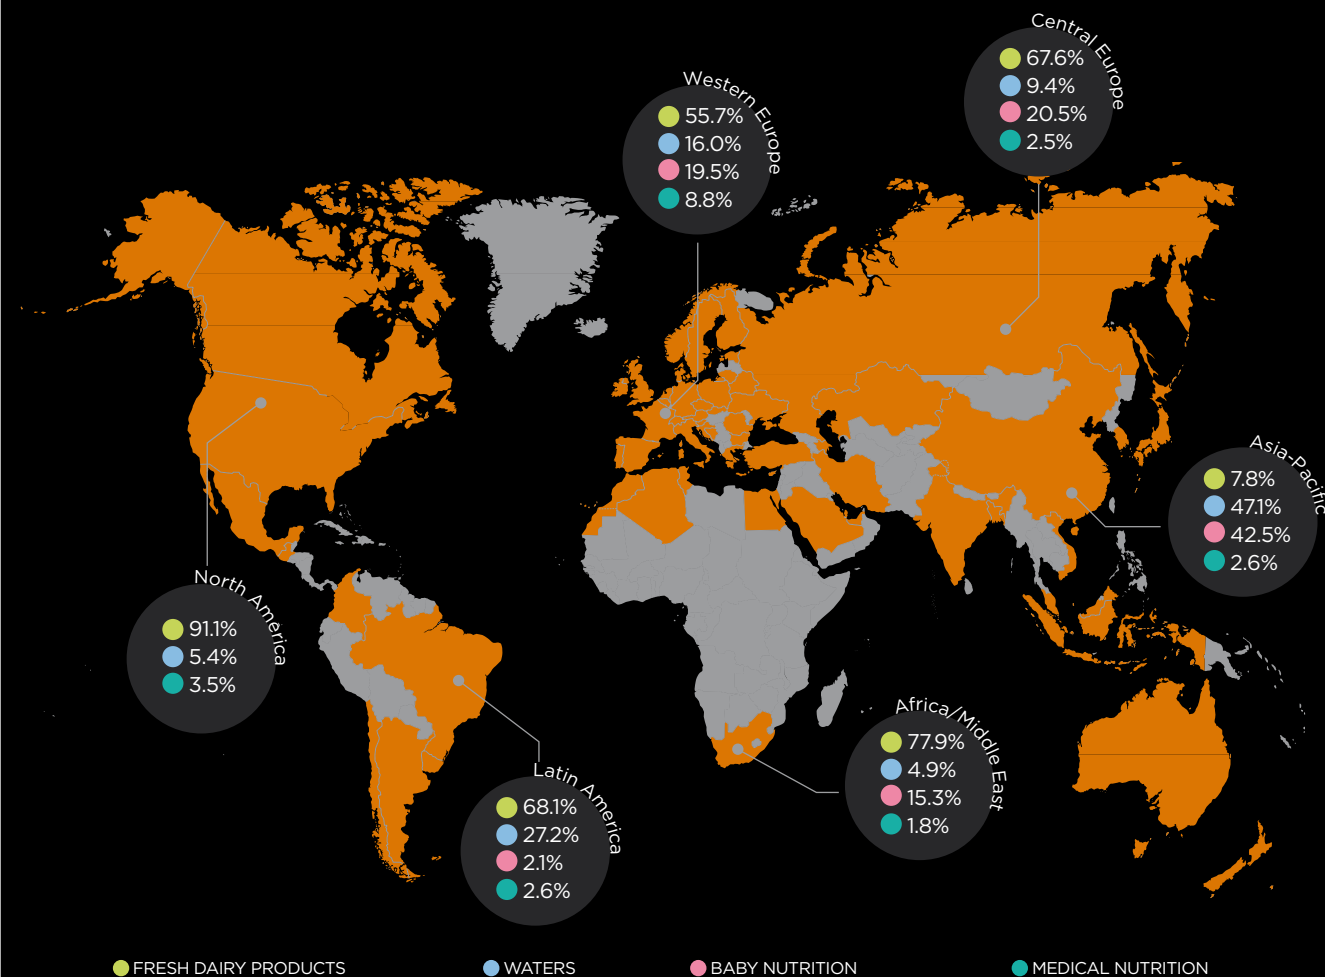 Central Europe
67.6%
9.4%
20.5%
2.5%
Western Europe
55.7%
16.0%
19.5%
8.8%
Asia-Pacific
7.8%
47.1%
42.5%
2.6%
North America
91.1%
5.4%
3.5%
Africa/Middle East
77.9%
4.9%
15.3%
1.8%
Latin America
68.1%
27.2%
2.1%
2.6%
FRESH DAIRY PRODUCTS
WATERS
BABY NUTRITION
MEDICAL NUTRITION